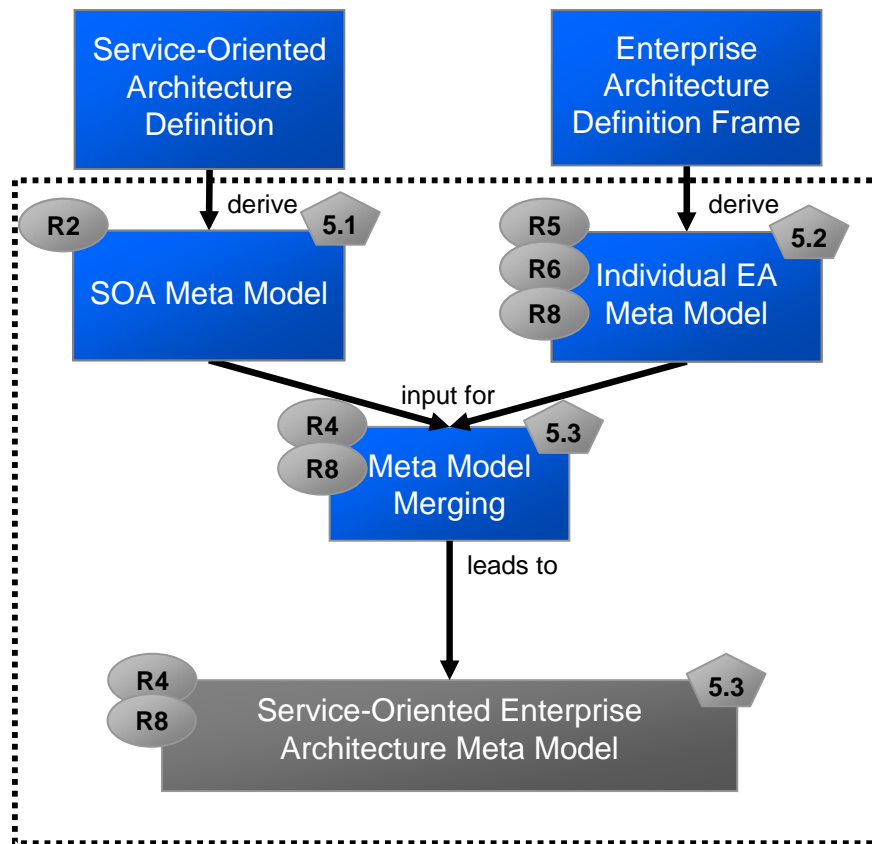 Service-Oriented
Architecture
Definition
Enterprise
Architecture
Definition Frame
derive
derive
R2
5.1
SOA Meta Model
R5
R6
R8
5.2
Individual EA
Meta Model
input for
R4
R8
5.3
Meta Model
Merging
leads to
R4
R8
5.3
Service-Oriented Enterprise
Architecture Meta Model